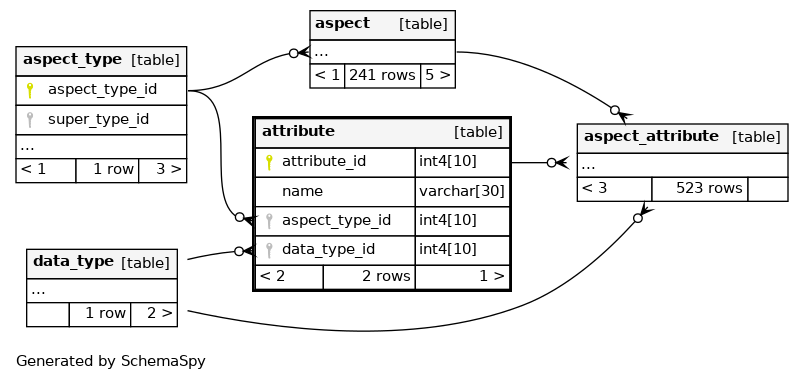 aspect [table]
...
< 1 241 rows 5 >
aspect_type [table]
aspect_type_id
super_type_id
...
< 1 1 row 3 >
attribute [table]
attribute_id int4[10]
name varchar[30]
aspect_type_id int4[10]
data_type_id int4[10]
< 2 2 rows 1 >
aspect_attribute [table]
...
< 3 523 rows
data_type [table]
...
1 row 2 >
Generated by SchemaSpy